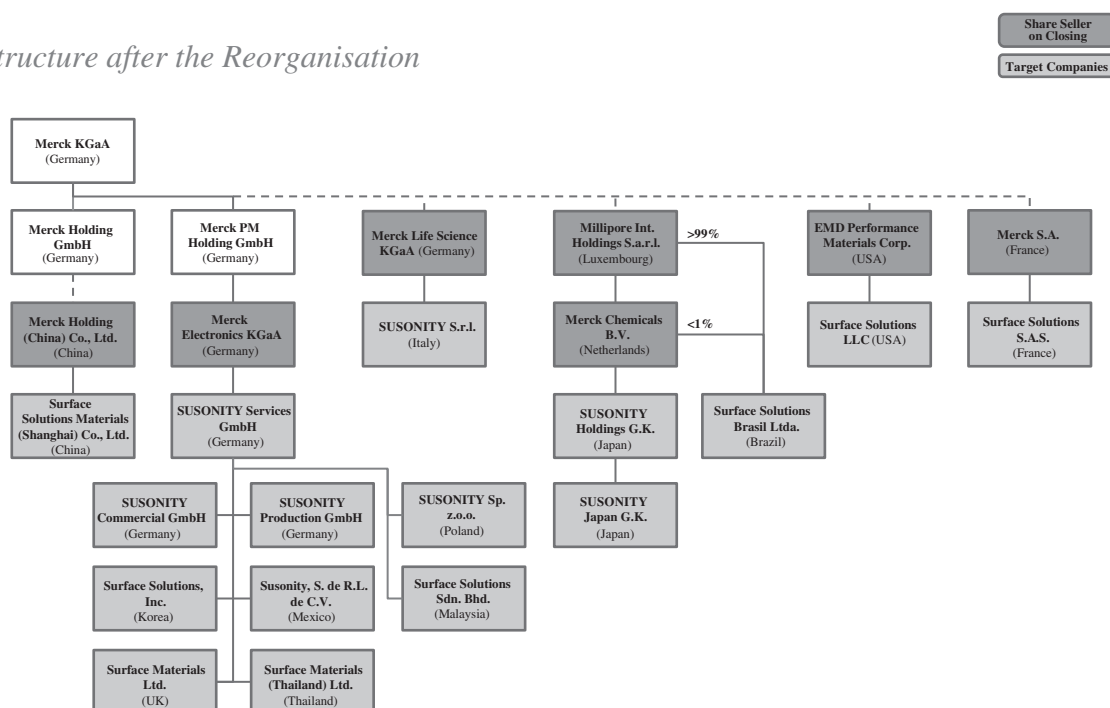 Share Seller
on Closing
tructure after the Reorganisation
Target Companies
Merck KGaA
(Germany)
Merck Holding
GmbH
(Germany)
Merck PM
Holding GmbH
(Germany)
Merck Life Science
KGaA (Germany)
Millipore Int.
Holdings S.a.r.l.
(Luxembourg)
>99%
EMD Performance
Materials Corp.
(USA)
Merck S.A.
(France)
Merck Holding
(China) Co., Ltd.
(China)
Merck
Electronics KGaA
(Germany)
SUSONITY S.r.l.
(Italy)
Merck Chemicals
B.V.
(Netherlands)
<1%
Surface Solutions
LLC (USA)
Surface Solutions
S.A.S.
(France)
Surface
Solutions Materials
(Shanghai) Co., Ltd.
(China)
SUSONITY Services
GmbH
(Germany)
SUSONITY
Holdings G.K.
(Japan)
Surface Solutions
Brasil Ltda.
(Brazil)
SUSONITY
Commercial GmbH
(Germany)
SUSONITY
Production GmbH
(Germany)
SUSONITY Sp.
z.o.o.
(Poland)
SUSONITY
Japan G.K.
(Japan)
Surface Solutions,
Inc.
(Korea)
Susonity, S. de R.L.
de C.V.
(Mexico)
Surface Solutions
Sdn. Bhd.
(Malaysia)
Surface Materials
Ltd.
(UK)
Surface Materials
(Thailand) Ltd.
(Thailand)